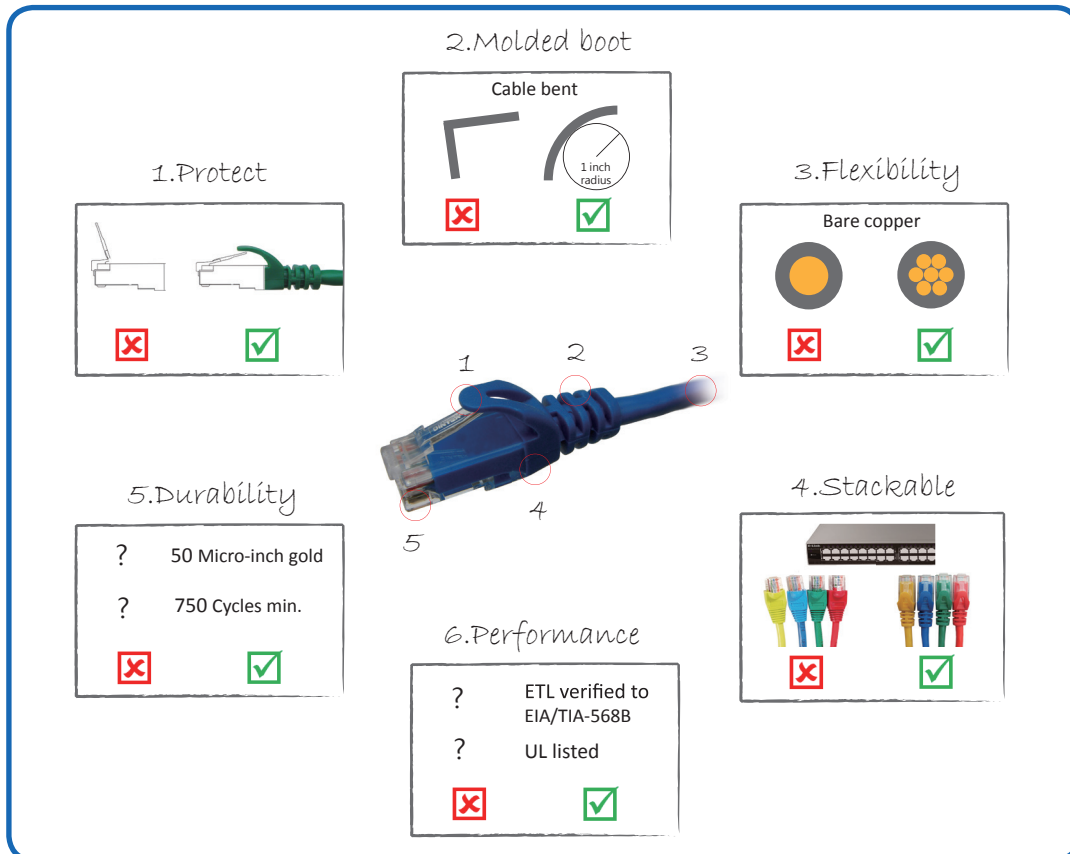 2.Molded boot
Cable bent
1 inch
radius
1.Protect
3.Flexibility
Bare copper
1
2
3
4
5
5.Durability
? 50 Micro-inch gold
? 750 Cycles min.
4.Stackable
6.Performance
? ETL verified to
EIA/TIA-568B
? UL listed